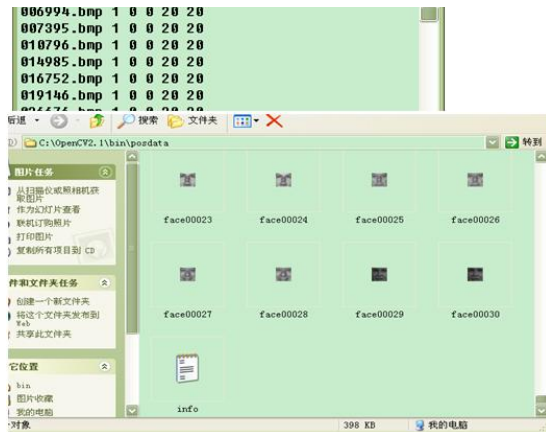 006994.bmp 1 0 0 20 20
007395.bmp 1 0 0 20 20
010796.bmp 1 0 0 20 20
014985.bmp 1 0 0 20 20
016752.bmp 1 0 0 20 20
019146.bmp 1 0 0 20 20
后退 搜索 文件夹
C:\OpenCV2.1\bin\posdata 转到
图片任务
从扫描仪或照相机获
取图片
作为幻灯片查看
联机订购照片
打印图片
复制所有项目到 CD
件和文件夹任务
创建一个新文件夹
将这个文件夹发布到
Web
共享此文件夹
它位置
bin
图片收藏
我的电脑
face00023 face00024 face00025 face00026
face00027 face00028 face00029 face00030
info
对象 398 KB 我的电脑